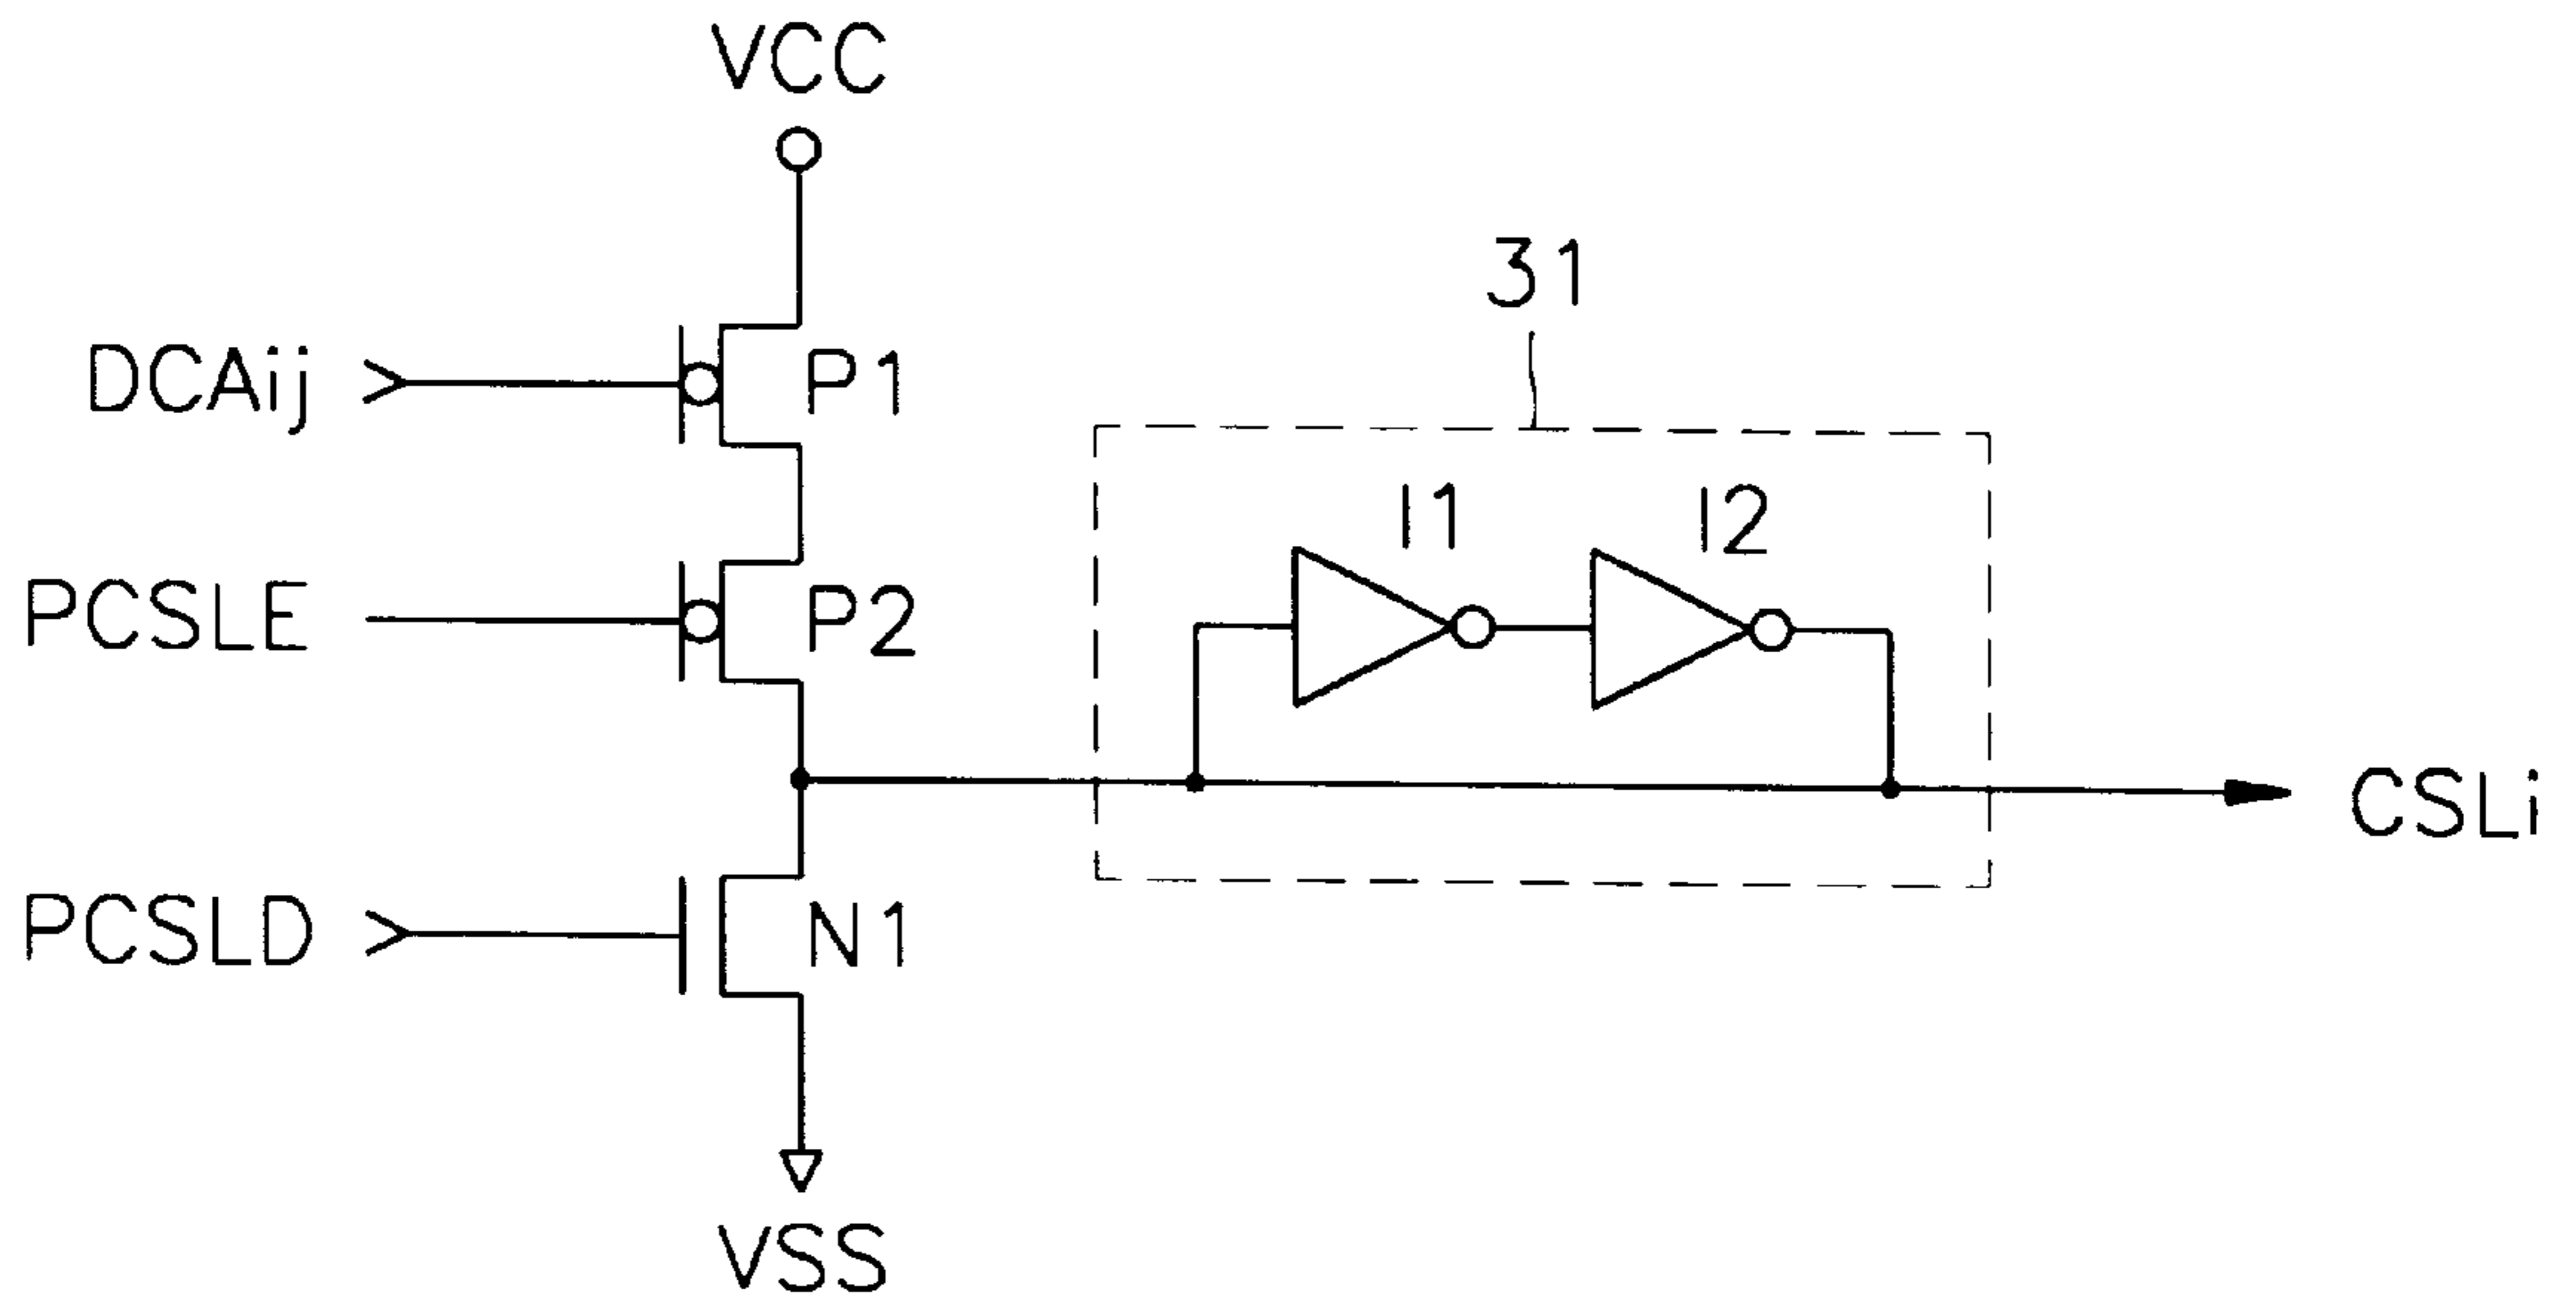 VCC
31
DCAij
P1
I1
I2
PCSLE
P2
CSLi
PCSLD
N1
VSS